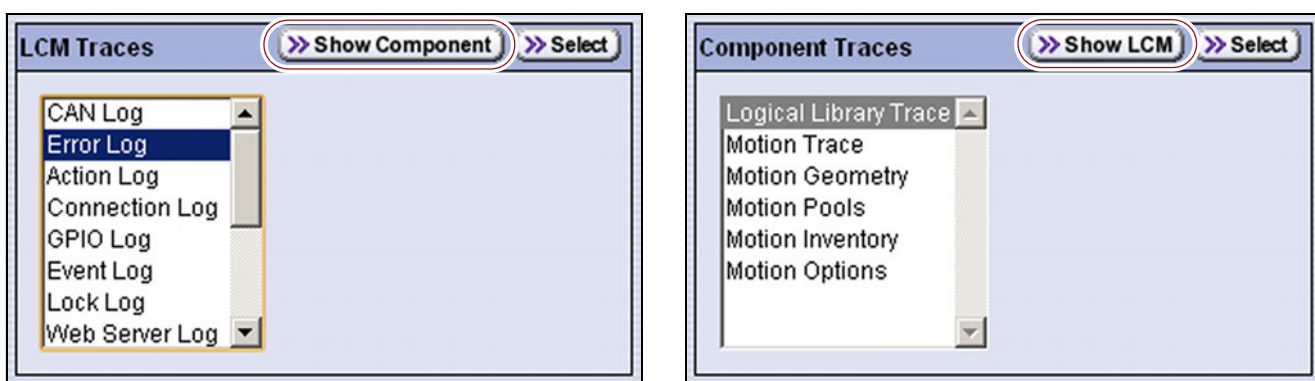 LCM Traces
>> Show Component
>> Select
CAN Log
Error Log
Action Log
Connection Log
GPIO Log
Event Log
Lock Log
Web Server Log
Component Traces
>> Show LCM
>> Select
Logical Library Trace
Motion Trace
Motion Geometry
Motion Pools
Motion Inventory
Motion Options